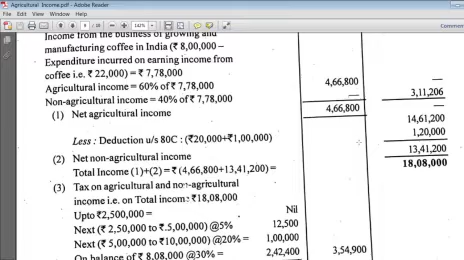 Agricultural Income.pdf - Adobe Reader
File Edit View Window Help
142%
Comment
Income from the business of growing and
manufacturing coffee in India (₹ 8,00,000 –
Expenditure incurred on earning income from
coffee i.e. ₹ 22,000) = ₹ 7,78,000
Agricultural income = 60% of ₹ 7,78,000 4,66,800 —
Non-agricultural income = 40% of ₹ 7,78,000 — 3,11,206
(1) Net agricultural income 4,66,800 —
14,61,200
Less : Deduction u/s 80C : (₹20,000+₹1,00,000) 1,20,000
(2) Net non-agricultural income 13,41,200
Total Income (1)+(2) = ₹ (4,66,800+13,41,200) = 18,08,000
(3) Tax on agricultural and non-agricultural
income i.e. on Total income ₹18,08,000
Upto ₹2,500,000 = Nil
Next (₹ 2,50,000 to ₹.5,00,000) @5% 12,500
Next (₹ 5,00,000 to ₹10,00,000) @20% = 1,00,000
On balance of ₹ 8,08,000 @30% = 2,42,400 3,54,900